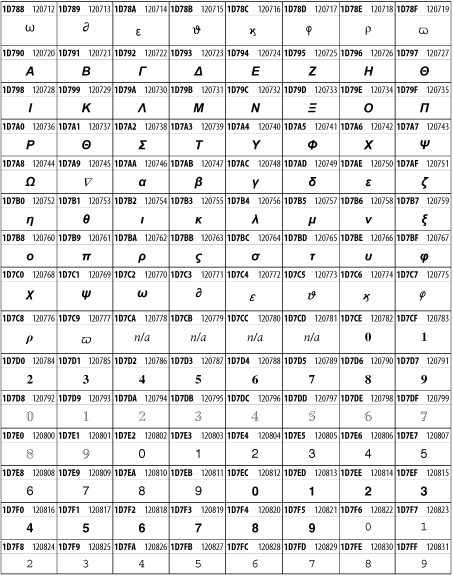 1D788 120712 1D789 120713 1D78A 120714 1D78B 120715 1D78C 120716 1D78D 120717 1D78E 120718 1D78F 120719
ω ∂ ε ϑ ϰ φ ρ ϖ
1D790 120720 1D791 120721 1D792 120722 1D793 120723 1D794 120724 1D795 120725 1D796 120726 1D797 120727
Α Β Γ Δ Ε Ζ Η Θ
1D798 120728 1D799 120729 1D79A 120730 1D79B 120731 1D79C 120732 1D79D 120733 1D79E 120734 1D79F 120735
Ι Κ Λ Μ Ν Ξ Ο Π
1D7A0 120736 1D7A1 120737 1D7A2 120738 1D7A3 120739 1D7A4 120740 1D7A5 120741 1D7A6 120742 1D7A7 120743
Ρ Θ Σ Τ Υ Φ Χ Ψ
1D7A8 120744 1D7A9 120745 1D7AA 120746 1D7AB 120747 1D7AC 120748 1D7AD 120749 1D7AE 120750 1D7AF 120751
Ω ∇ α β γ δ ε ζ
1D7B0 120752 1D7B1 120753 1D7B2 120754 1D7B3 120755 1D7B4 120756 1D7B5 120757 1D7B6 120758 1D7B7 120759
η θ ι κ λ μ ν ξ
1D7B8 120760 1D7B9 120761 1D7BA 120762 1D7BB 120763 1D7BC 120764 1D7BD 120765 1D7BE 120766 1D7BF 120767
ο π ρ ς σ τ υ φ
1D7C0 120768 1D7C1 120769 1D7C2 120770 1D7C3 120771 1D7C4 120772 1D7C5 120773 1D7C6 120774 1D7C7 120775
χ ψ ω ∂ ε ϑ ϰ φ
1D7C8 120776 1D7C9 120777 1D7CA 120778 1D7CB 120779 1D7CC 120780 1D7CD 120781 1D7CE 120782 1D7CF 120783
ρ ϖ n/a n/a n/a n/a 0 1
1D7D0 120784 1D7D1 120785 1D7D2 120786 1D7D3 120787 1D7D4 120788 1D7D5 120789 1D7D6 120790 1D7D7 120791
2 3 4 5 6 7 8 9
1D7D8 120792 1D7D9 120793 1D7DA 120794 1D7DB 120795 1D7DC 120796 1D7DD 120797 1D7DE 120798 1D7DF 120799
𝟘 𝟙 𝟚 𝟛 𝟜 𝟝 𝟞 𝟟
1D7E0 120800 1D7E1 120801 1D7E2 120802 1D7E3 120803 1D7E4 120804 1D7E5 120805 1D7E6 120806 1D7E7 120807
𝟠 𝟡 0 1 2 3 4 5
1D7E8 120808 1D7E9 120809 1D7EA 120810 1D7EB 120811 1D7EC 120812 1D7ED 120813 1D7EE 120814 1D7EF 120815
6 7 8 9 0 1 2 3
1D7F0 120816 1D7F1 120817 1D7F2 120818 1D7F3 120819 1D7F4 120820 1D7F5 120821 1D7F6 120822 1D7F7 120823
4 5 6 7 8 9 0 1
1D7F8 120824 1D7F9 120825 1D7FA 120826 1D7FB 120827 1D7FC 120828 1D7FD 120829 1D7FE 120830 1D7FF 120831
2 3 4 5 6 7 8 9